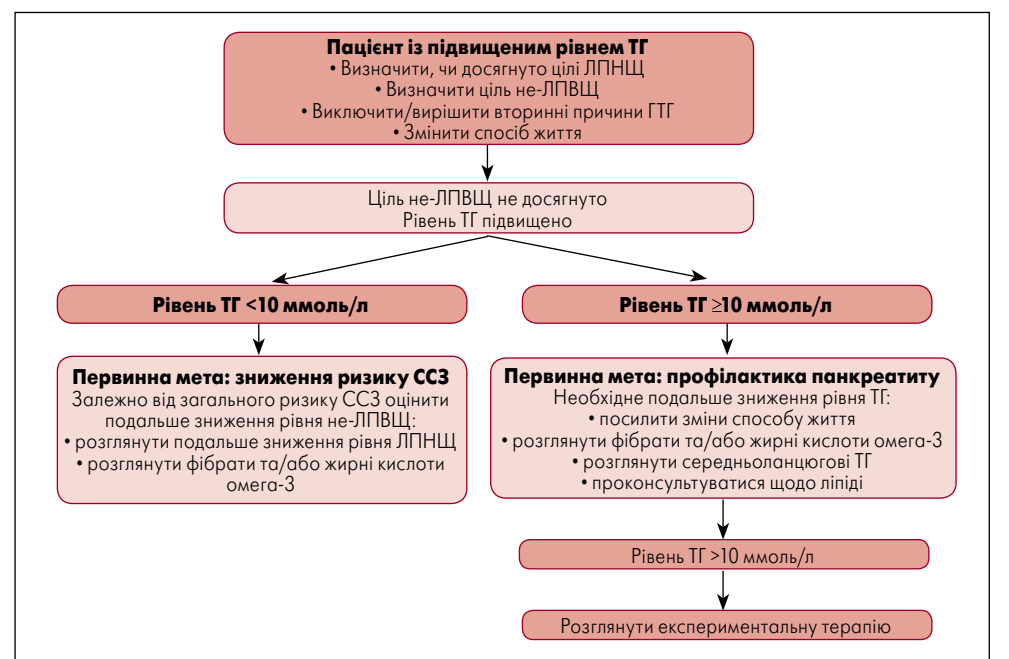 Пацієнт із підвищеним рівнем ТГ
• Визначити, чи досягнуто цілі ЛПНЩ
• Визначити ціль не-ЛПВЩ
• Виключити/вирішити вторинні причини ГТГ
• Змінити спосіб життя
Ціль не-ЛПВЩ не досягнуто
Рівень ТГ підвищено
Рівень ТГ <10 ммоль/л
Рівень ТГ ≥10 ммоль/л
Первинна мета: зниження ризику ССЗ
Залежно від загального ризику ССЗ оцінити
подальше зниження рівня не-ЛПВЩ:
• розглянути подальше зниження рівня ЛПНЩ
• розглянути фібрати та/або жирні кислоти
омега-3
Первинна мета: профілактика панкреатиту
Необхідне подальше зниження рівня ТГ:
• посилити зміни способу життя
• розглянути фібрати та/або жирні кислоти омега-3
• розглянути середньоланцюгові ТГ
• проконсультуватися щодо ліпіді
Рівень ТГ >10 ммоль/л
Розглянути експериментальну терапію